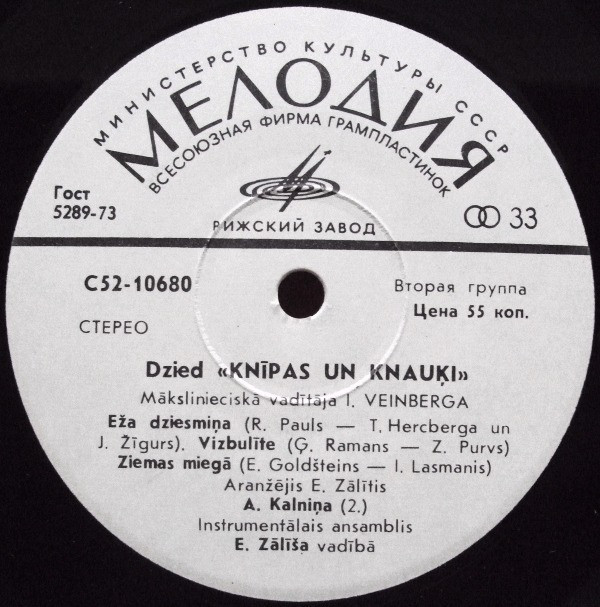 МИНИСТЕРСТВО КУЛЬТУРЫ СССР
МЕЛОДИЯ
ВСЕСОЮЗНАЯ ФИРМА ГРАМПЛАСТИНОК
Гост
5289-73
РИЖСКИЙ ЗАВОД
33
С52-10680
Вторая группа
Цена 55 коп.
СТЕРЕО
Dzied «KNĪPAS UN KNAUĶI»
Mākslinieciskā vadītāja I. VEINBERGA
Eža dziesmiņa (R. Pauls — T. Hercberga un
J. Žīgurs). Vizbulīte (Ģ. Ramans — Z. Purvs)
Ziemas miegā (E. Goldšteins — I. Lasmanis)
Aranžējis E. Zālītis
A. Kalniņa (2.)
Instrumentālais ansamblis
E. Zālīša vadībā